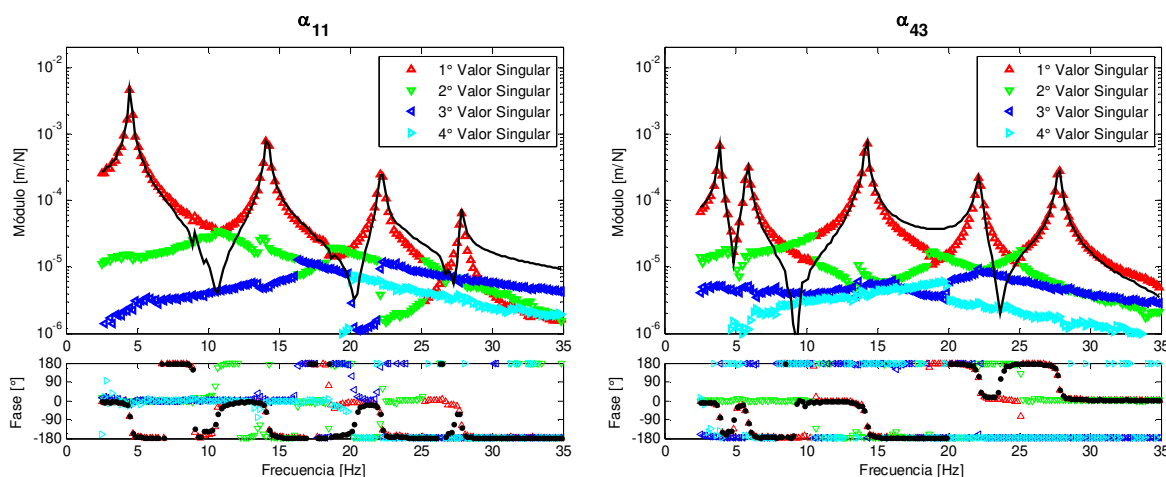 α11
10^-2
10^-3
10^-4
10^-5
10^-6
Módulo [m/N]
0 5 10 15 20 25 30 35
1° Valor Singular
2° Valor Singular
3° Valor Singular
4° Valor Singular
180
90
0
-90
-180
Fase [°]
0 5 10 15 20 25 30 35
Frecuencia [Hz]
α43
10^-2
10^-3
10^-4
10^-5
10^-6
Módulo [m/N]
0 5 10 15 20 25 30 35
1° Valor Singular
2° Valor Singular
3° Valor Singular
4° Valor Singular
180
90
0
-90
-180
Fase [°]
0 5 10 15 20 25 30 35
Frecuencia [Hz]